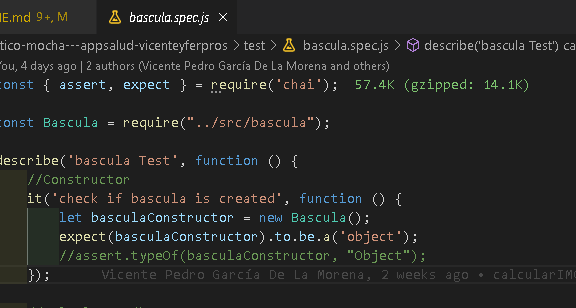 E.md 9+, M bascula.spec.js ×
tico-mocha---appsalud-vicenteyferpros > test > bascula.spec.js > describe('bascula Test') ca
You, 4 days ago | 2 authors (Vicente Pedro García De La Morena and others)
const { assert, expect } = require('chai'); 57.4K (gzipped: 14.1K)
const Bascula = require("../src/bascula");
describe('bascula Test', function () {
//Constructor
it('check if bascula is created', function () {
let basculaConstructor = new Bascula();
expect(basculaConstructor).to.be.a('object');
//assert.typeOf(basculaConstructor, "Object");
}); Vicente Pedro García De La Morena, 2 weeks ago • calcularIMC